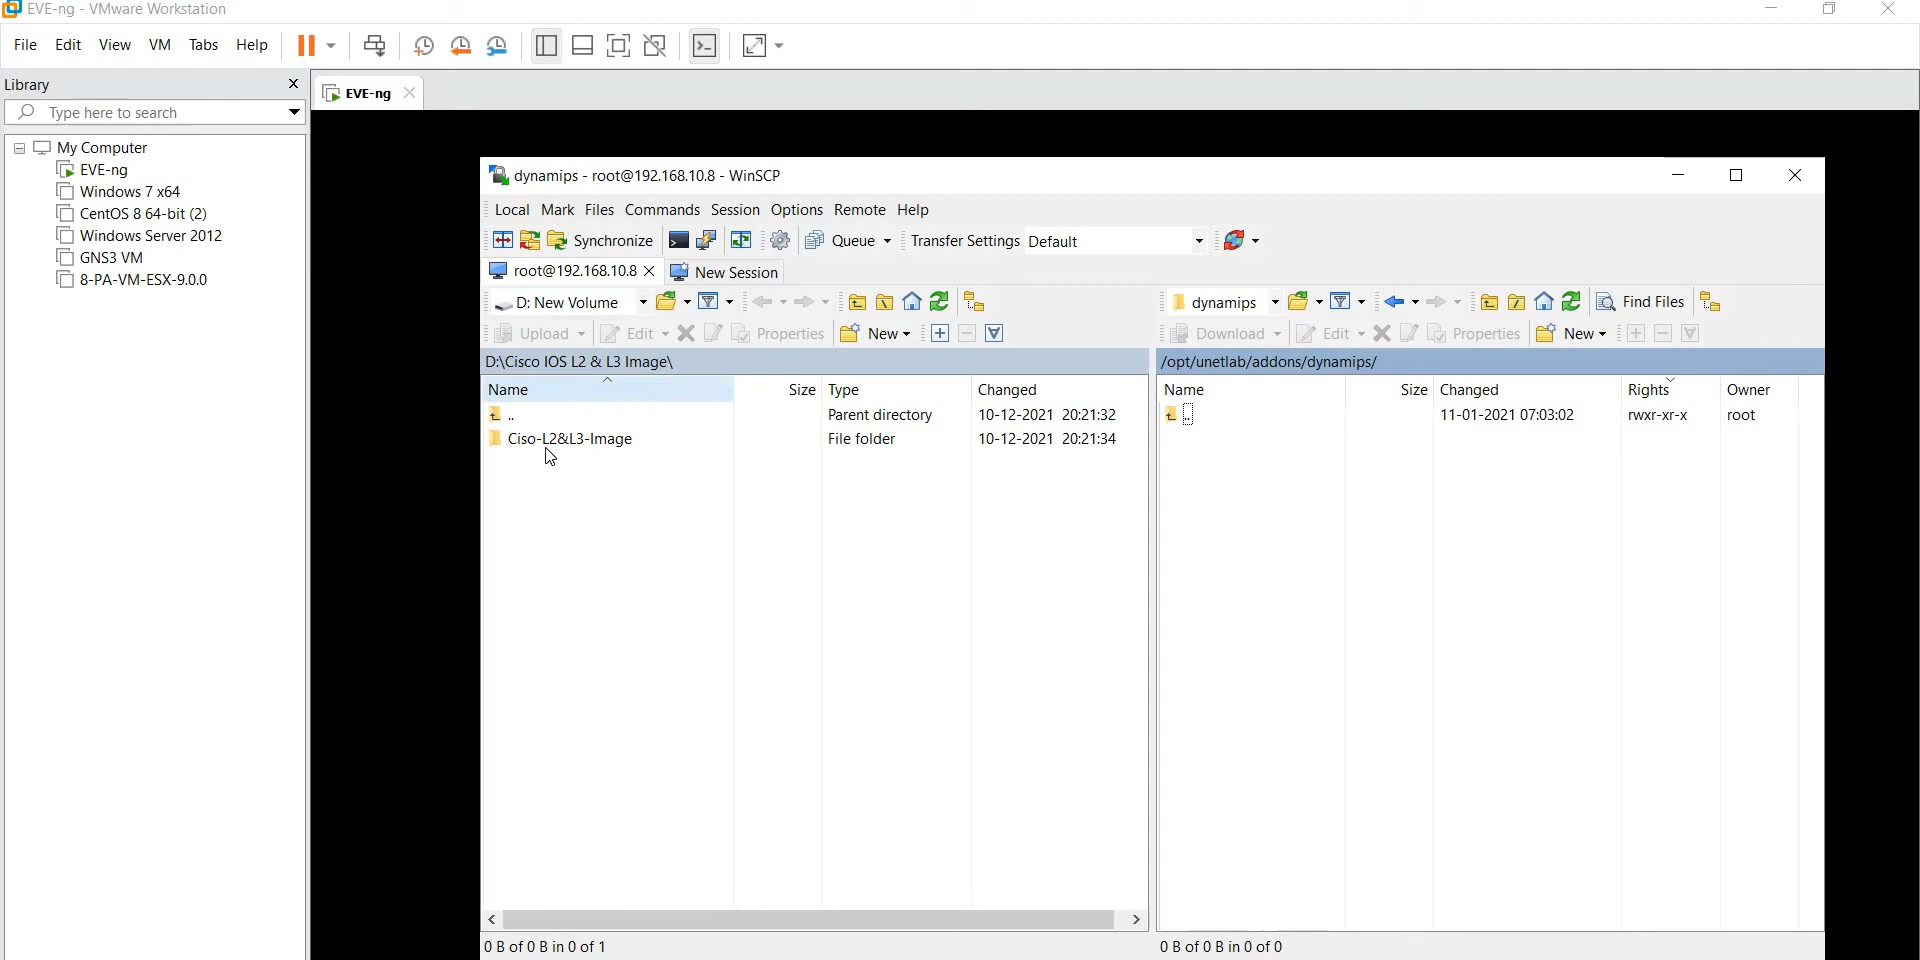 EVE-ng - VMware Workstation
File Edit View VM Tabs Help
Library
EVE-ng
Type here to search
My Computer
EVE-ng
Windows 7 x64
CentOS 8 64-bit (2)
Windows Server 2012
GNS3 VM
8-PA-VM-ESX-9.0.0
dynamips - root@192.168.10.8 - WinSCP
Local Mark Files Commands Session Options Remote Help
Synchronize Queue Transfer Settings Default
root@192.168.10.8 New Session
D: New Volume
dynamips Find Files
Upload Edit Properties New
Download Edit Properties New
D:\Cisco IOS L2 & L3 Image\
/opt/unetlab/addons/dynamips/
Name Size Type Changed
.. Parent directory 10-12-2021 20:21:32
Ciso-L2&L3-Image File folder 10-12-2021 20:21:34
Name Size Changed Rights Owner
.. 11-01-2021 07:03:02 rwxr-xr-x root
0 B of 0 B in 0 of 1
0 B of 0 B in 0 of 0